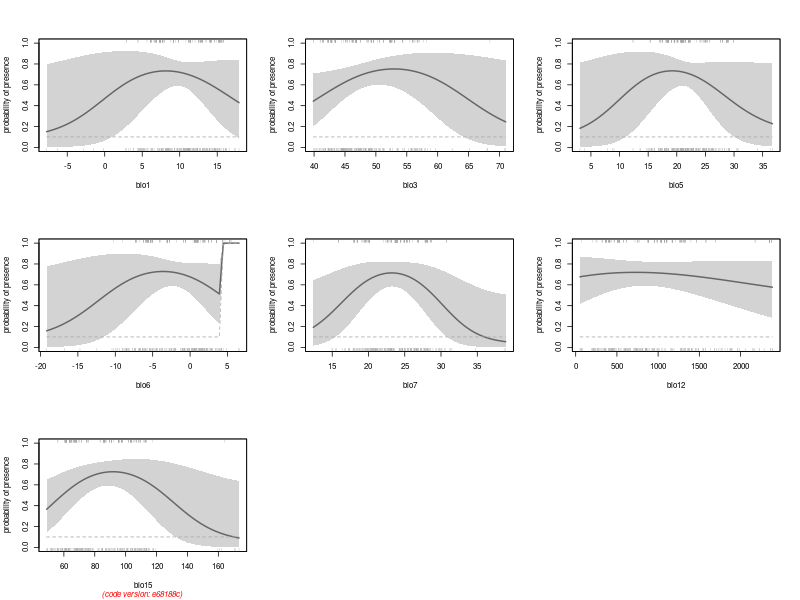 probability of presence
0.0 0.2 0.4 0.6 0.8 1.0
-5 0 5 10 15
bio1
probability of presence
0.0 0.2 0.4 0.6 0.8 1.0
40 45 50 55 60 65 70
bio3
probability of presence
0.0 0.2 0.4 0.6 0.8 1.0
5 10 15 20 25 30 35
bio5
probability of presence
0.0 0.2 0.4 0.6 0.8 1.0
-20 -15 -10 -5 0 5
bio6
probability of presence
0.0 0.2 0.4 0.6 0.8 1.0
15 20 25 30 35
bio7
probability of presence
0.0 0.2 0.4 0.6 0.8 1.0
0 500 1000 1500 2000
bio12
probability of presence
0.0 0.2 0.4 0.6 0.8 1.0
60 80 100 120 140 160
bio15
(code version: e68188c)